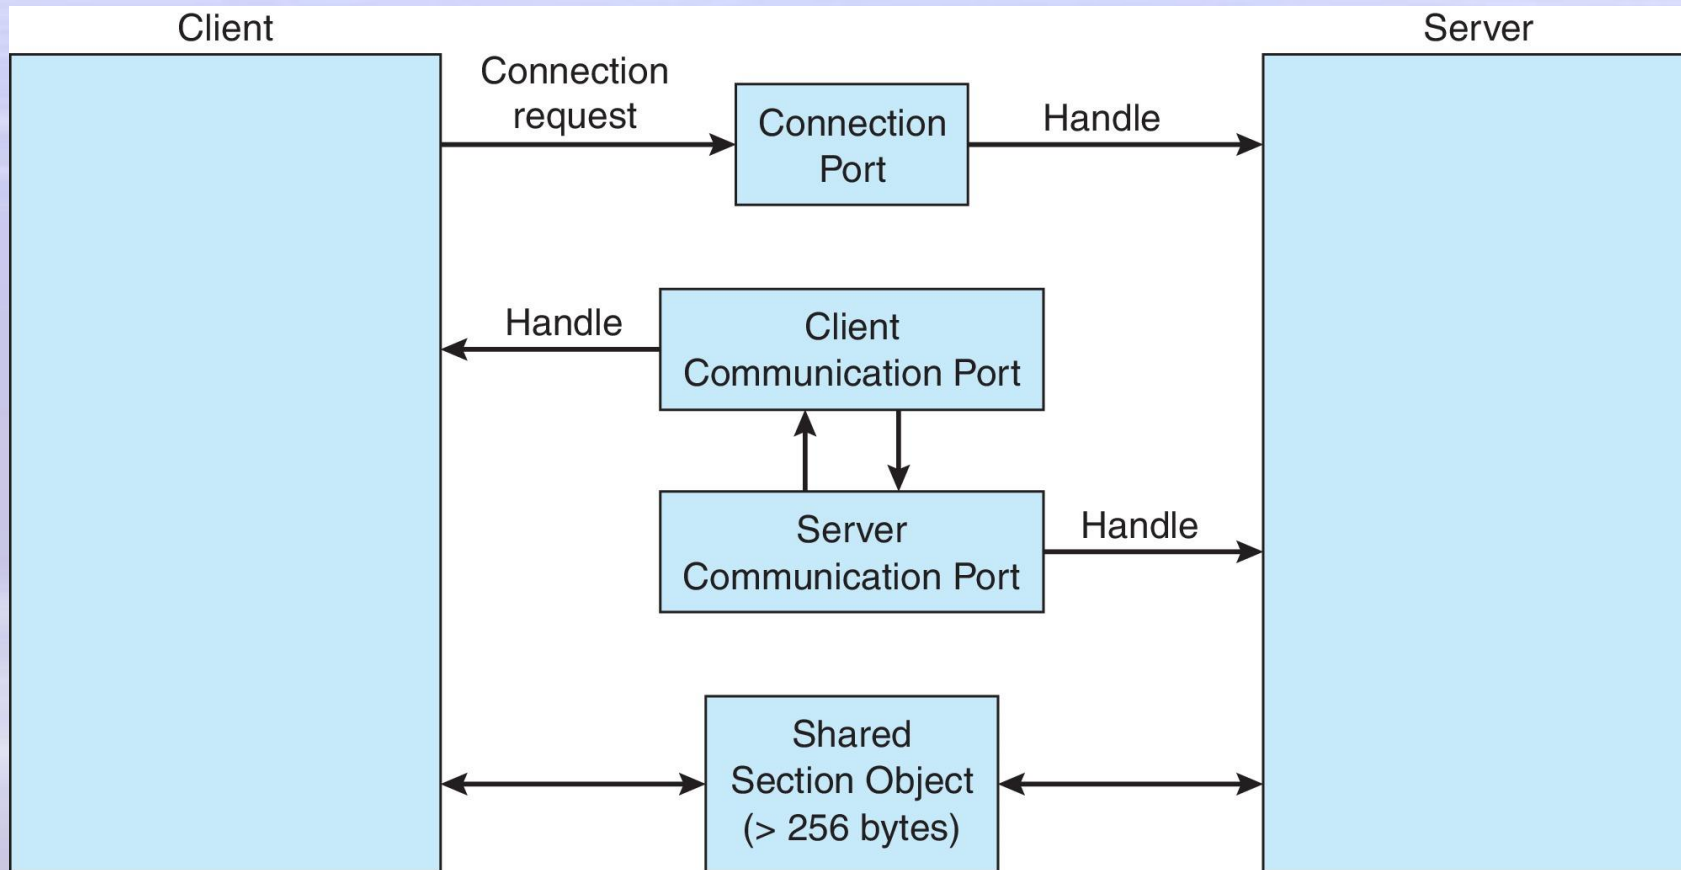 Client
Server
Connection
request
Connection
Port
Handle
Handle
Client
Communication Port
Server
Communication Port
Handle
Shared
Section Object
(> 256 bytes)